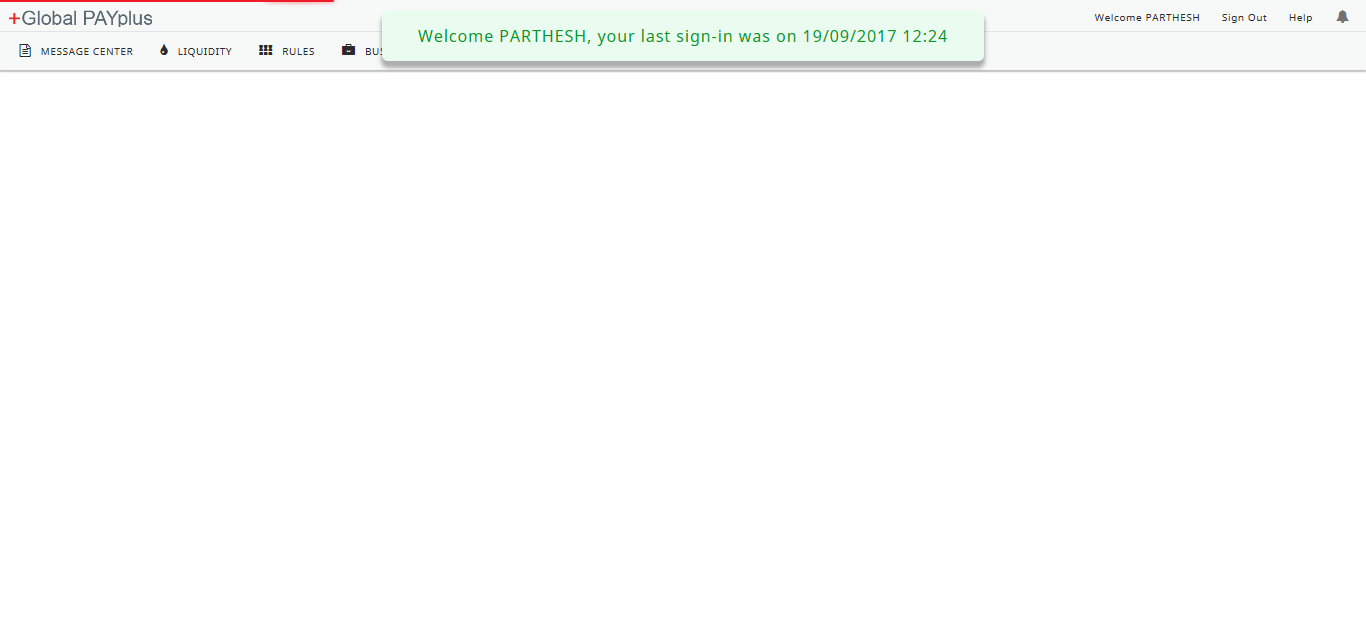 +Global PAYplus
Welcome PARTHESH Sign Out Help
Welcome PARTHESH, your last sign-in was on 19/09/2017 12:24
MESSAGE CENTER LIQUIDITY RULES